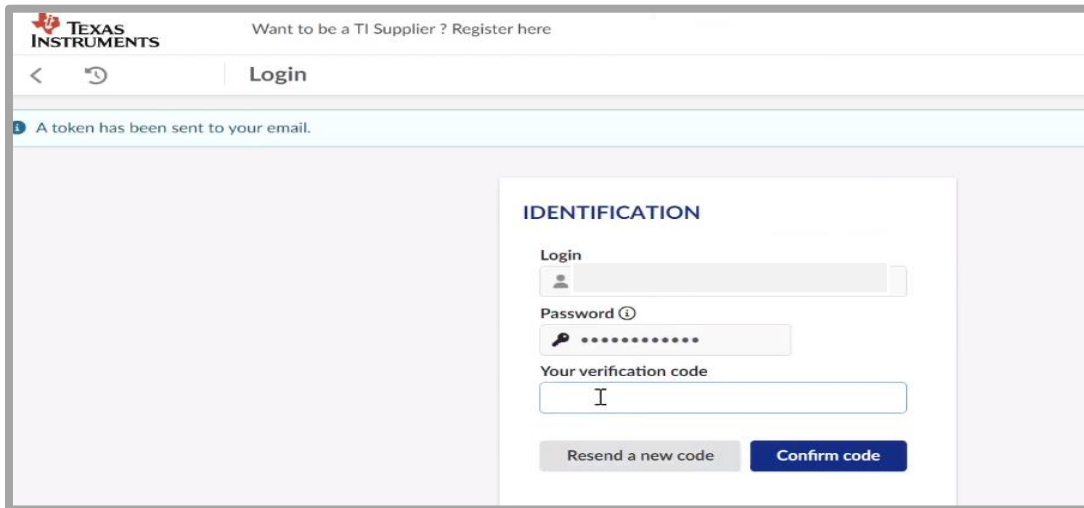 TEXAS
INSTRUMENTS
Want to be a TI Supplier ? Register here
Login
A token has been sent to your email.
IDENTIFICATION
Login
Password
••••••••••••
Your verification code
Resend a new code
Confirm code